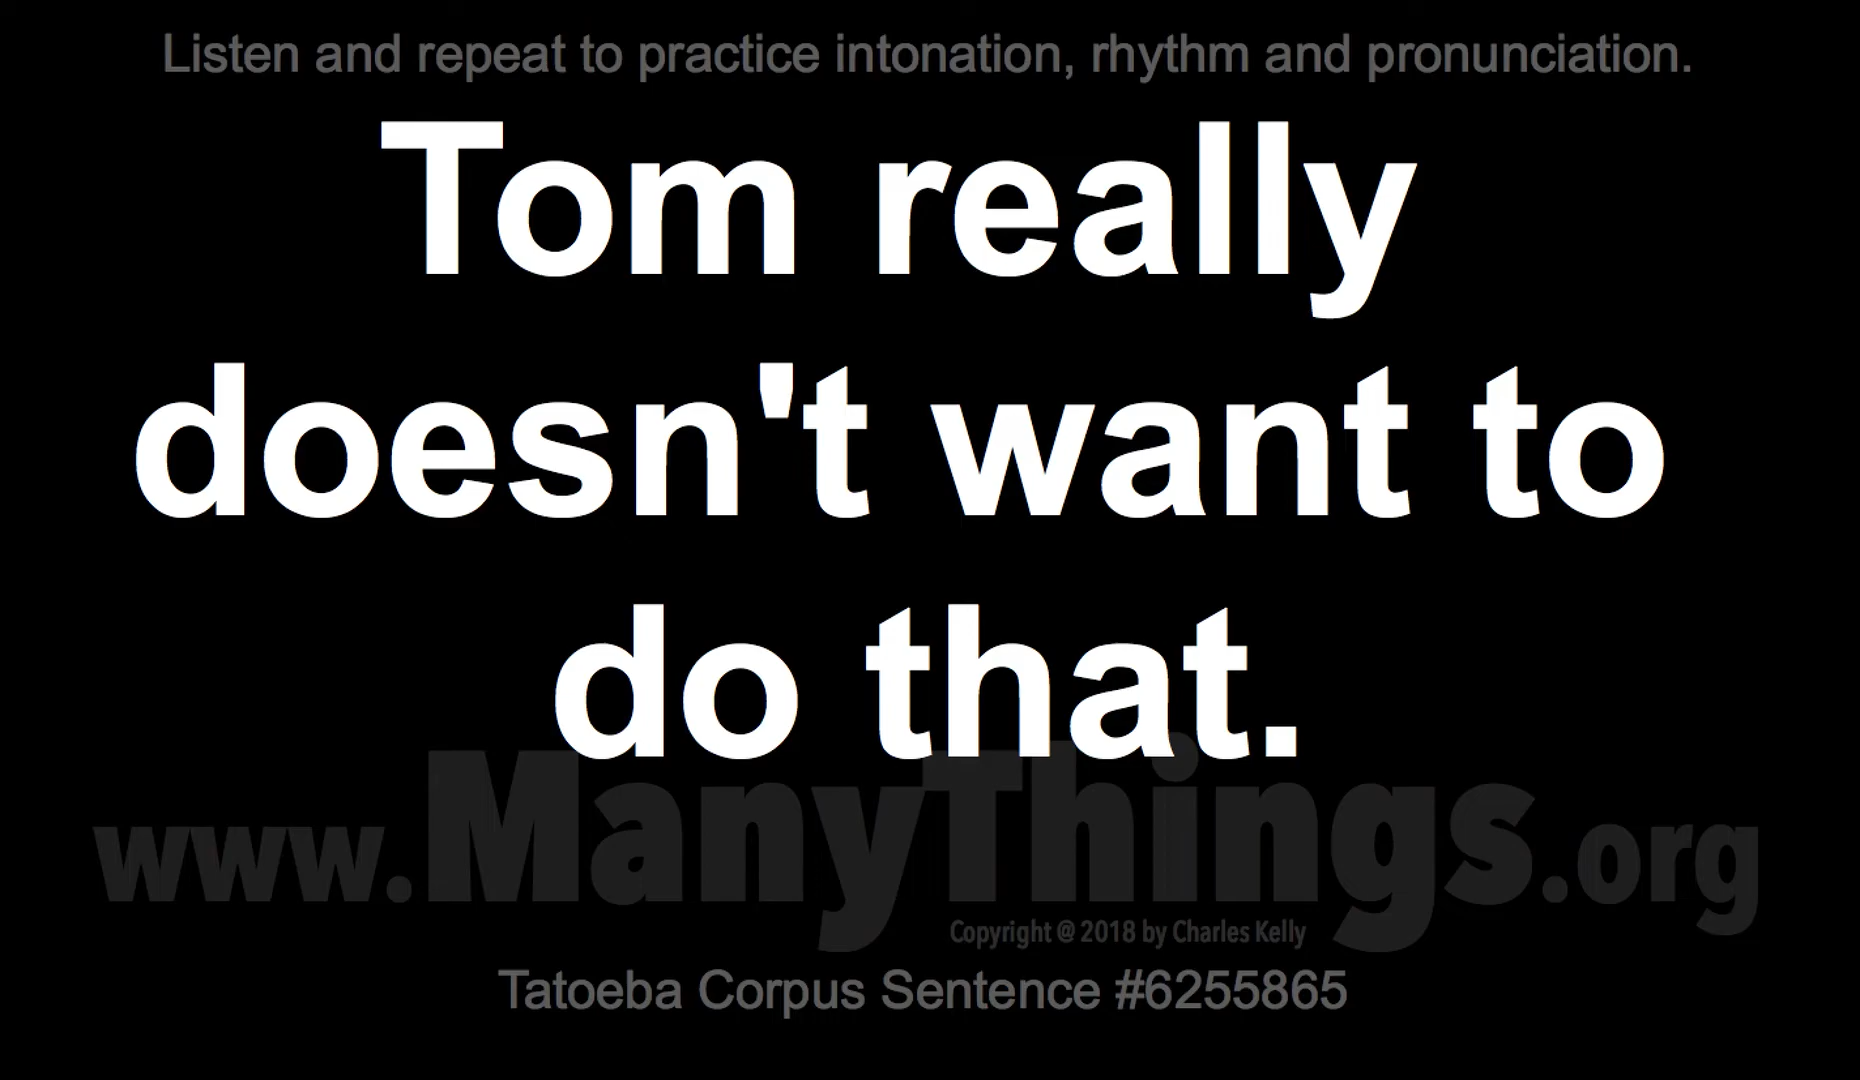 Listen and repeat to practice intonation, rhythm and pronunciation.
Tom really
doesn't want to
do that.
www.ManyThings.org
Copyright @ 2018 by Charles Kelly
Tatoeba Corpus Sentence #6255865